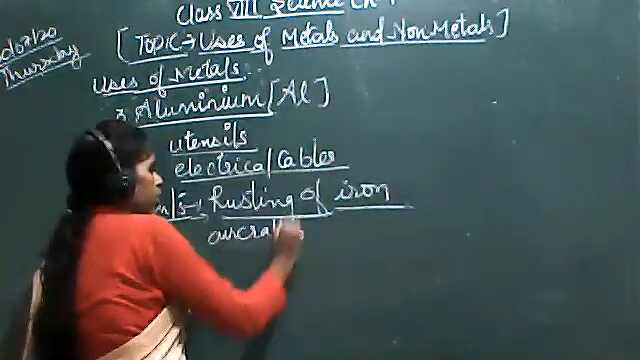 Class VIII Science Ch
[Topic → Uses of Metals and Non Metals]
Thursday
Uses of Metals:
Aluminium [Al]
utensils
electrical cables
Rusting of iron